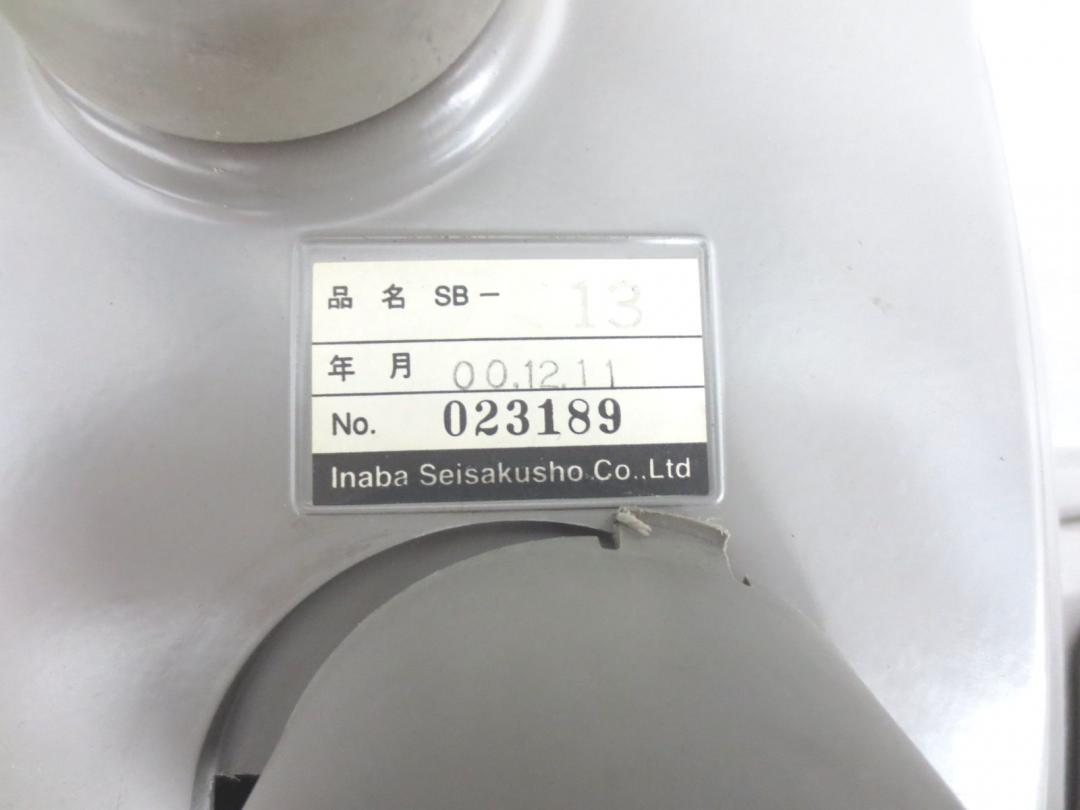 品名 SB- 13
年月 00.12.11
No. 023189
Inaba Seisakusho.Co.,Ltd